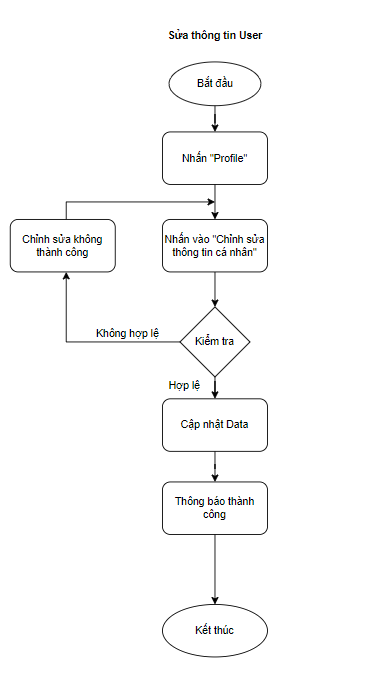 Sửa thông tin User
Bắt đầu
Nhấn "Profile"
Chỉnh sửa không
thành công
Nhấn vào "Chỉnh sửa
thông tin cá nhân"
Không hợp lệ
Kiểm tra
Hợp lệ
Cập nhật Data
Thông báo thành
công
Kết thúc